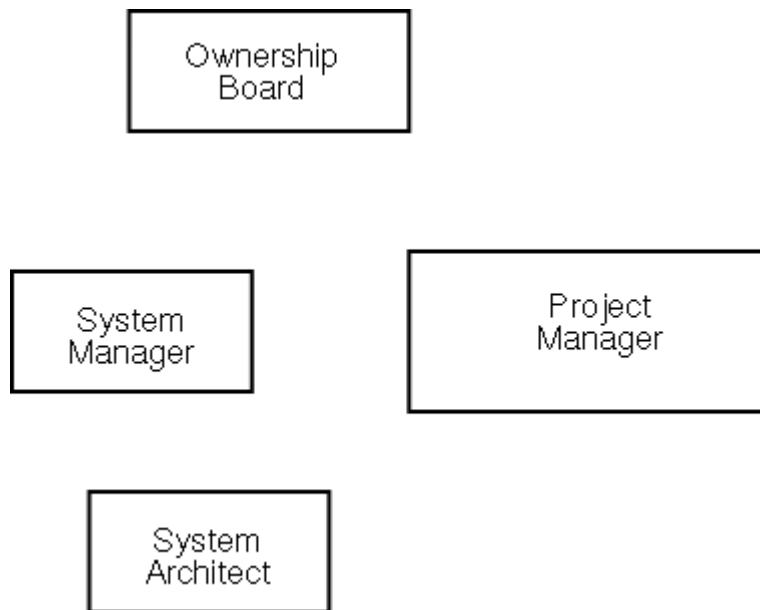 Ownership
Board
System
Manager
Project
Manager
System
Architect